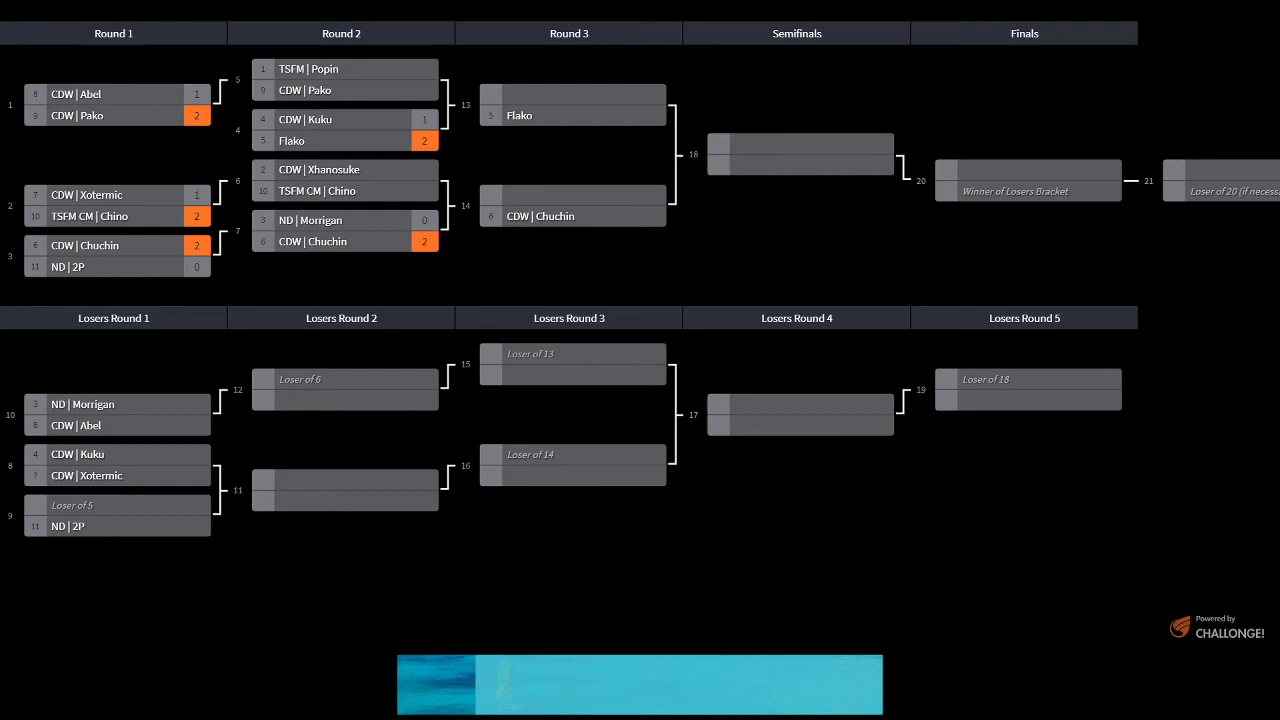 Round 1
Round 2
Round 3
Semifinals
Finals
1
8 CDW | Abel 1
9 CDW | Pako 2
2
7 CDW | Xotermic 1
10 TSFM CM | Chino 2
3
6 CDW | Chuchin 2
11 ND | 2P 0
5
1 TSFM | Popin
9 CDW | Pako
4
4 CDW | Kuku 1
5 Flako 2
6
2 CDW | Xhanosuke
10 TSFM CM | Chino
7
3 ND | Morrigan 0
6 CDW | Chuchin 2
13
5 Flako
14
6 CDW | Chuchin
18
20
Winner of Losers Bracket
21
Loser of 20 (if necess
Losers Round 1
Losers Round 2
Losers Round 3
Losers Round 4
Losers Round 5
10
3 ND | Morrigan
8 CDW | Abel
8
4 CDW | Kuku
7 CDW | Xotermic
9
Loser of 5
11 ND | 2P
12
Loser of 6
11
15
Loser of 13
16
Loser of 14
17
19
Loser of 18
Powered by
CHALLONGE!